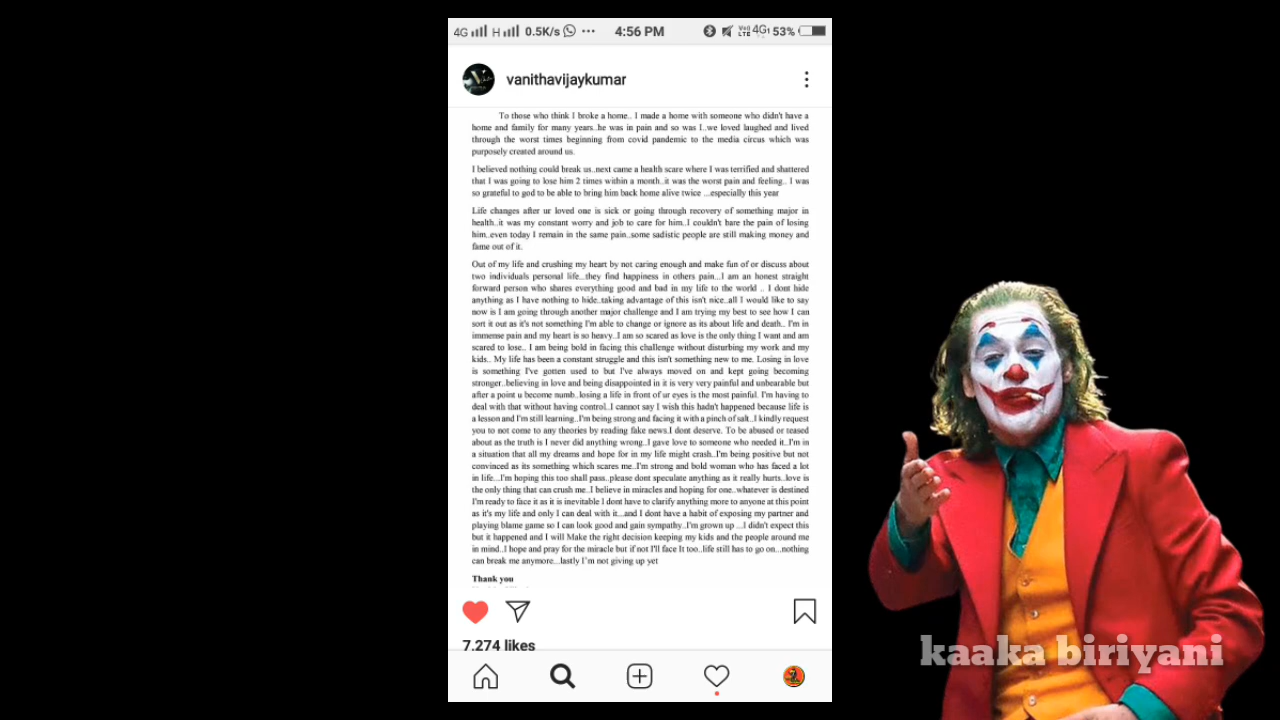 4G H 0.5K/s ... 4:56 PM VoII LTE 4G1 53%
vanithavijaykumar
To those who think I broke a home.. I made a home with someone who didn't have a
home and family for many years..he was in pain and so was I..we loved laughed and lived
through the worst times beginning from covid pandemic to the media circus which was
purposely created around us.
I believed nothing could break us..next came a health scare where I was terrified and shattered
that I was going to lose him 2 times within a month..it was the worst pain and feeling.. I was
so grateful to god to be able to bring him back home alive twice ...especially this year
Life changes after ur loved one is sick or going through recovery of something major in
health..it was my constant worry and job to care for him..I couldn't bare the pain of losing
him..even today I remain in the same pain..some sadistic people are still making money and
fame out of it.
Out of my life and crushing my heart by not caring enough and make fun of or discuss about
two individuals personal life...they find happiness in others pain...I am an honest straight
forward person who shares everything good and bad in my life to the world .. I dont hide
anything as I have nothing to hide..taking advantage of this isn't nice..all I would like to say
now is I am going through another major challenge and I am trying my best to see how I can
sort it out as it's not something I'm able to change or ignore as its about life and death.. I'm in
immense pain and my heart is so heavy..I am so scared as love is the only thing I want and am
scared to lose.. I am being bold in facing this challenge without disturbing my work and my
kids.. My life has been a constant struggle and this isn't something new to me. Losing in love
is something I've gotten used to but I've always moved on and kept going becoming
stronger..believing in love and being disappointed in it is very very painful and unbearable but
after a point u become numb..losing a life in front of ur eyes is the most painful. I'm having to
deal with that without having control..I cannot say I wish this hadn't happened because life is
a lesson and I'm still learning..I'm being strong and facing it with a pinch of salt..I kindly request
you to not come to any theories by reading fake news.I dont deserve. To be abused or teased
about as the truth is I never did anything wrong..I gave love to someone who needed it..I'm in
a situation that all my dreams and hope for in my life might crash..I'm being positive but not
convinced as its something which scares me..I'm strong and bold woman who has faced a lot
in life...I'm hoping this too shall pass..please dont speculate anything as it really hurts..love is
the only thing that can crush me..I believe in miracles and hoping for one..whatever is destined
I'm ready to face it as it is inevitable I dont have to clarify anything more to anyone at this point
as it's my life and only I can deal with it...and I dont have a habit of exposing my partner and
playing blame game so I can look good and gain sympathy..I'm grown up ...I didn't expect this
but it happened and I will Make the right decision keeping my kids and the people around me
in mind..I hope and pray for the miracle but if not I'll face It too..life still has to go on...nothing
can break me anymore...lastly I'm not giving up yet
Thank you
7,274 likes
kaaka biriyani